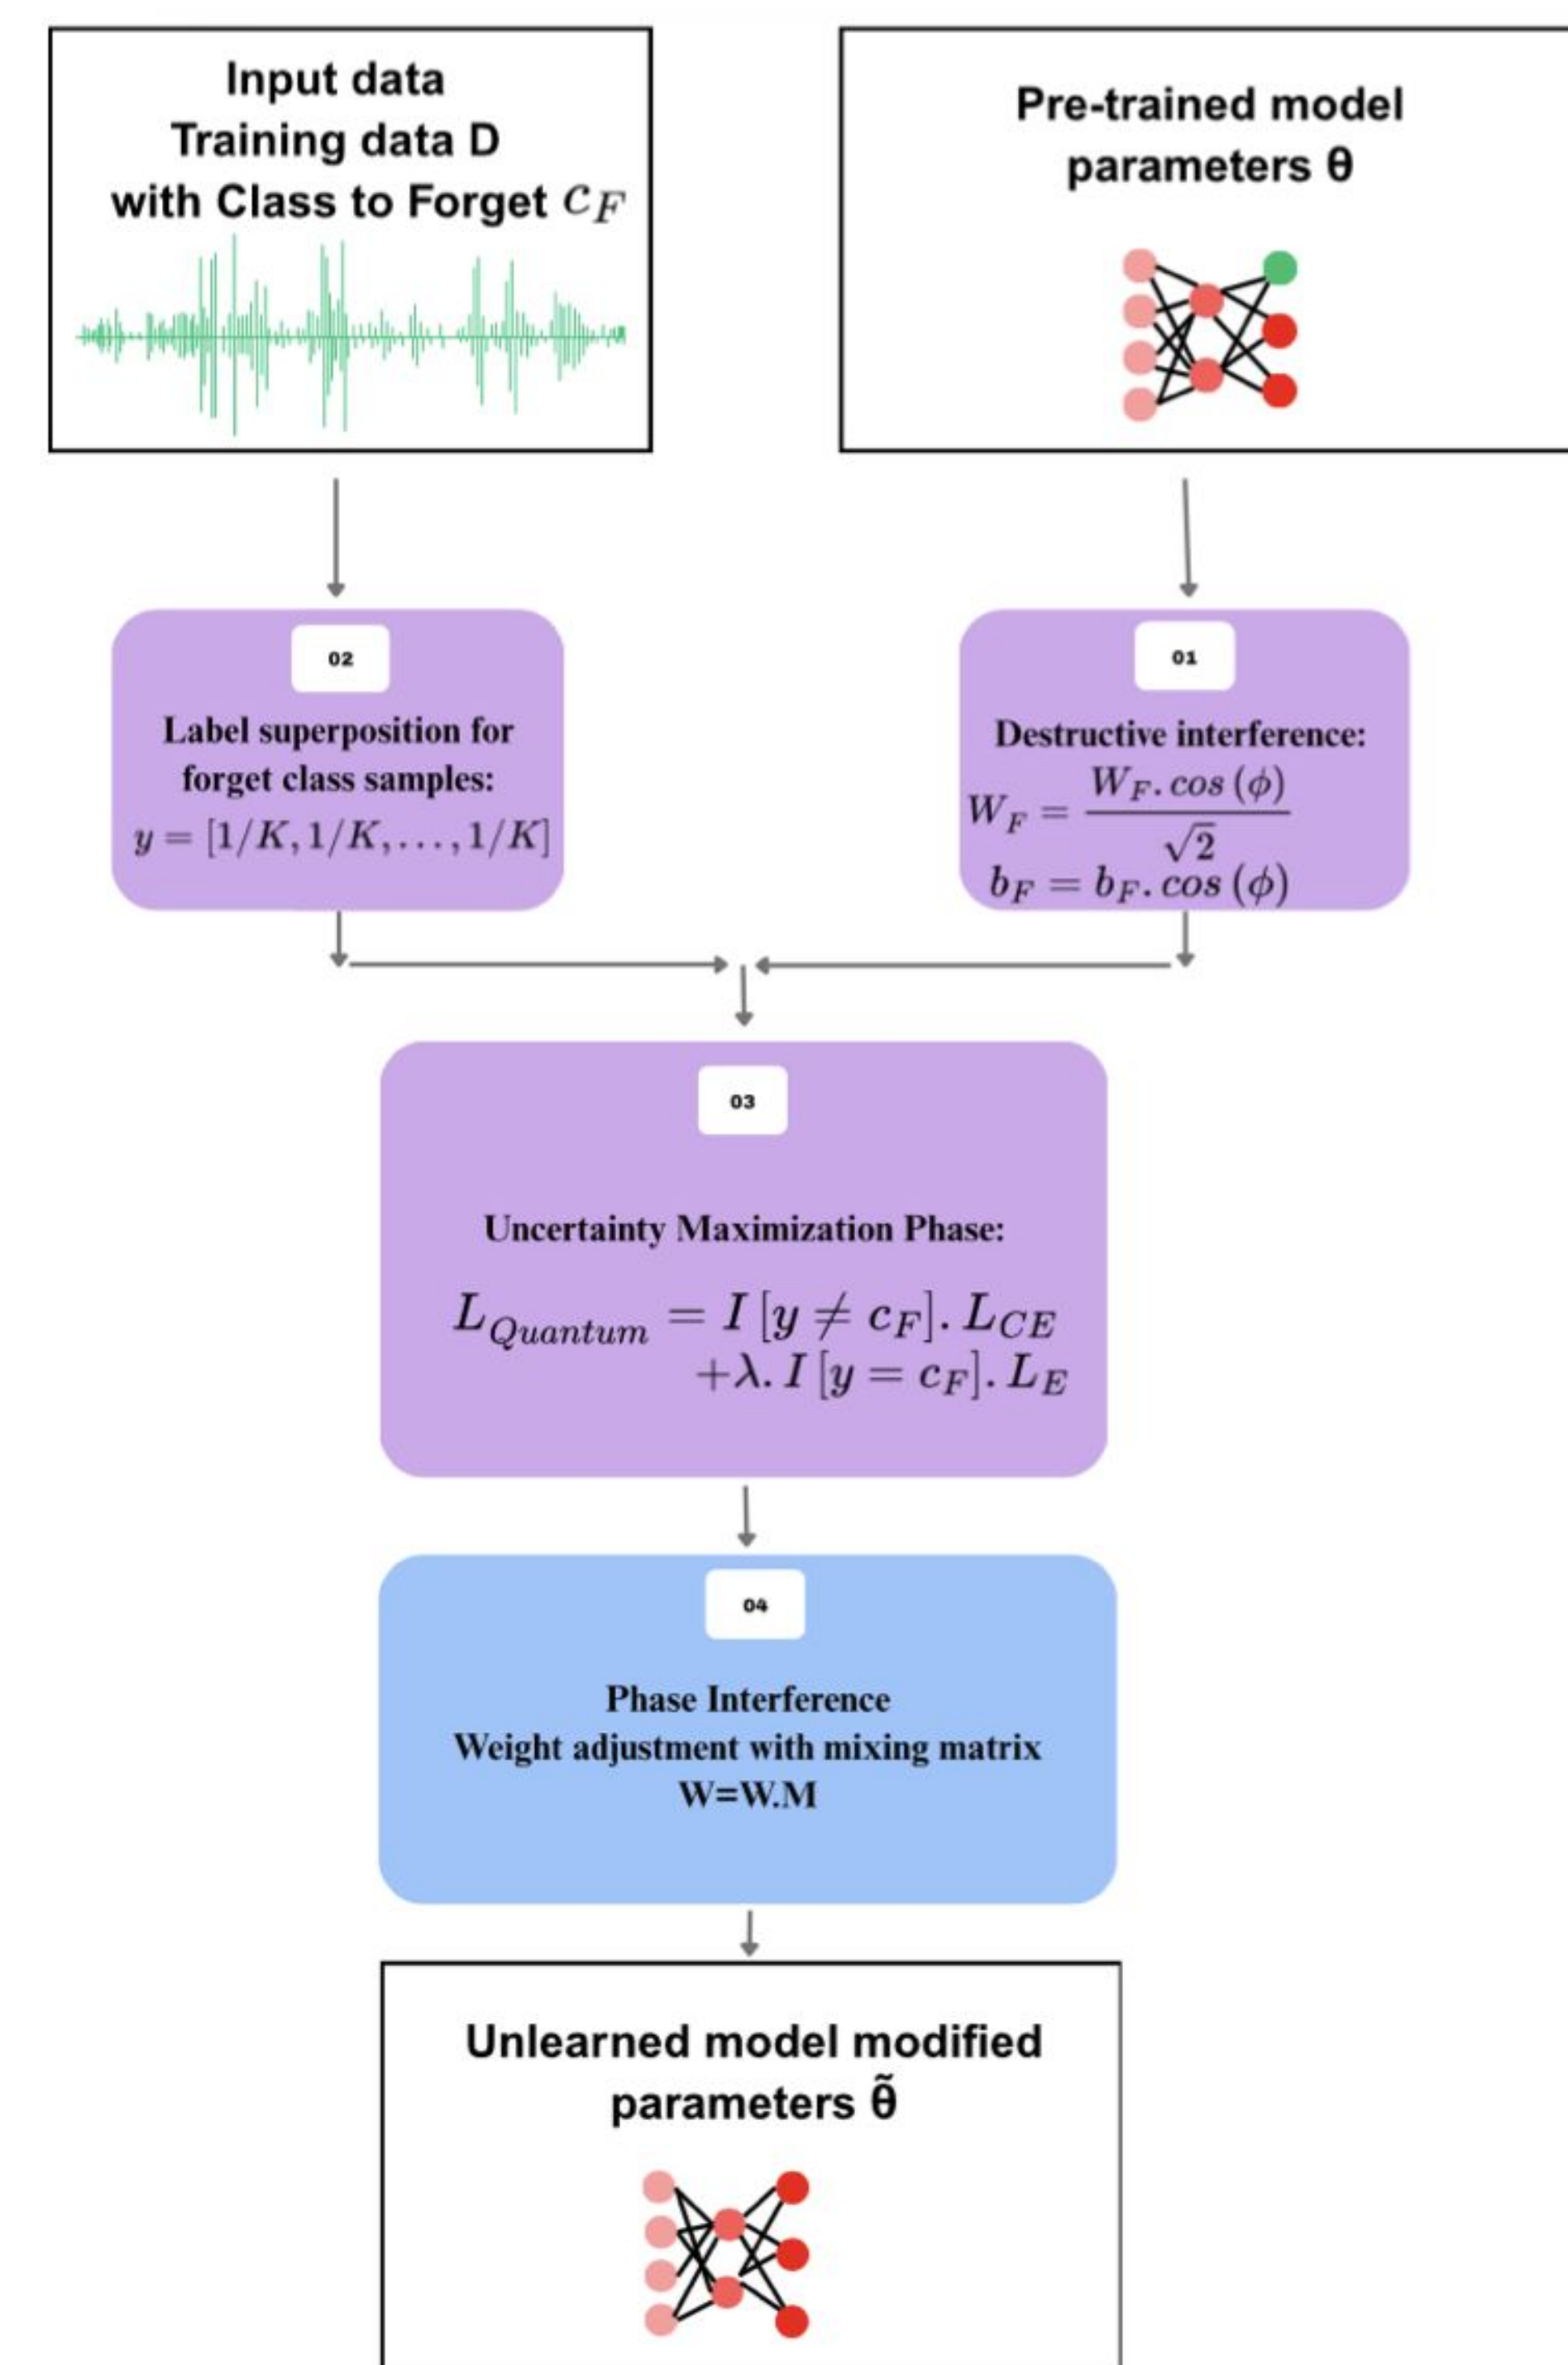 Input data
Training data D
with Class to Forget c_F
Pre-trained model
parameters θ
02
Label superposition for
forget class samples:
y = [1/K, 1/K, . . . , 1/K]
01
Destructive interference:
W_F = W_F. cos (ϕ) / √2
b_F = b_F. cos (ϕ)
03
Uncertainty Maximization Phase:
L_Quantum = I [y ≠ c_F]. L_CE
+λ. I [y = c_F]. L_E
04
Phase Interference
Weight adjustment with mixing matrix
W=W.M
Unlearned model modified
parameters θ̃